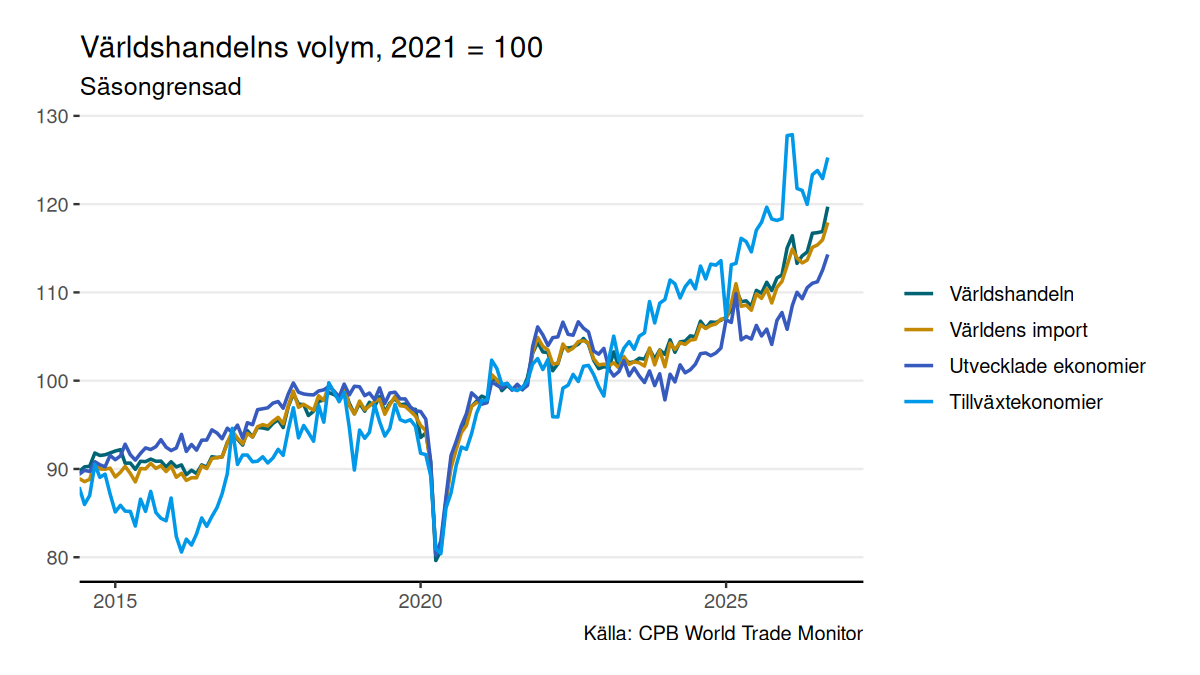 Världshandelns volym, 2021 = 100
Säsongrensad
130
120
110
100
90
80
2015 2020 2025
Världshandeln
Världens import
Utvecklade ekonomier
Tillväxtekonomier
Källa: CPB World Trade Monitor